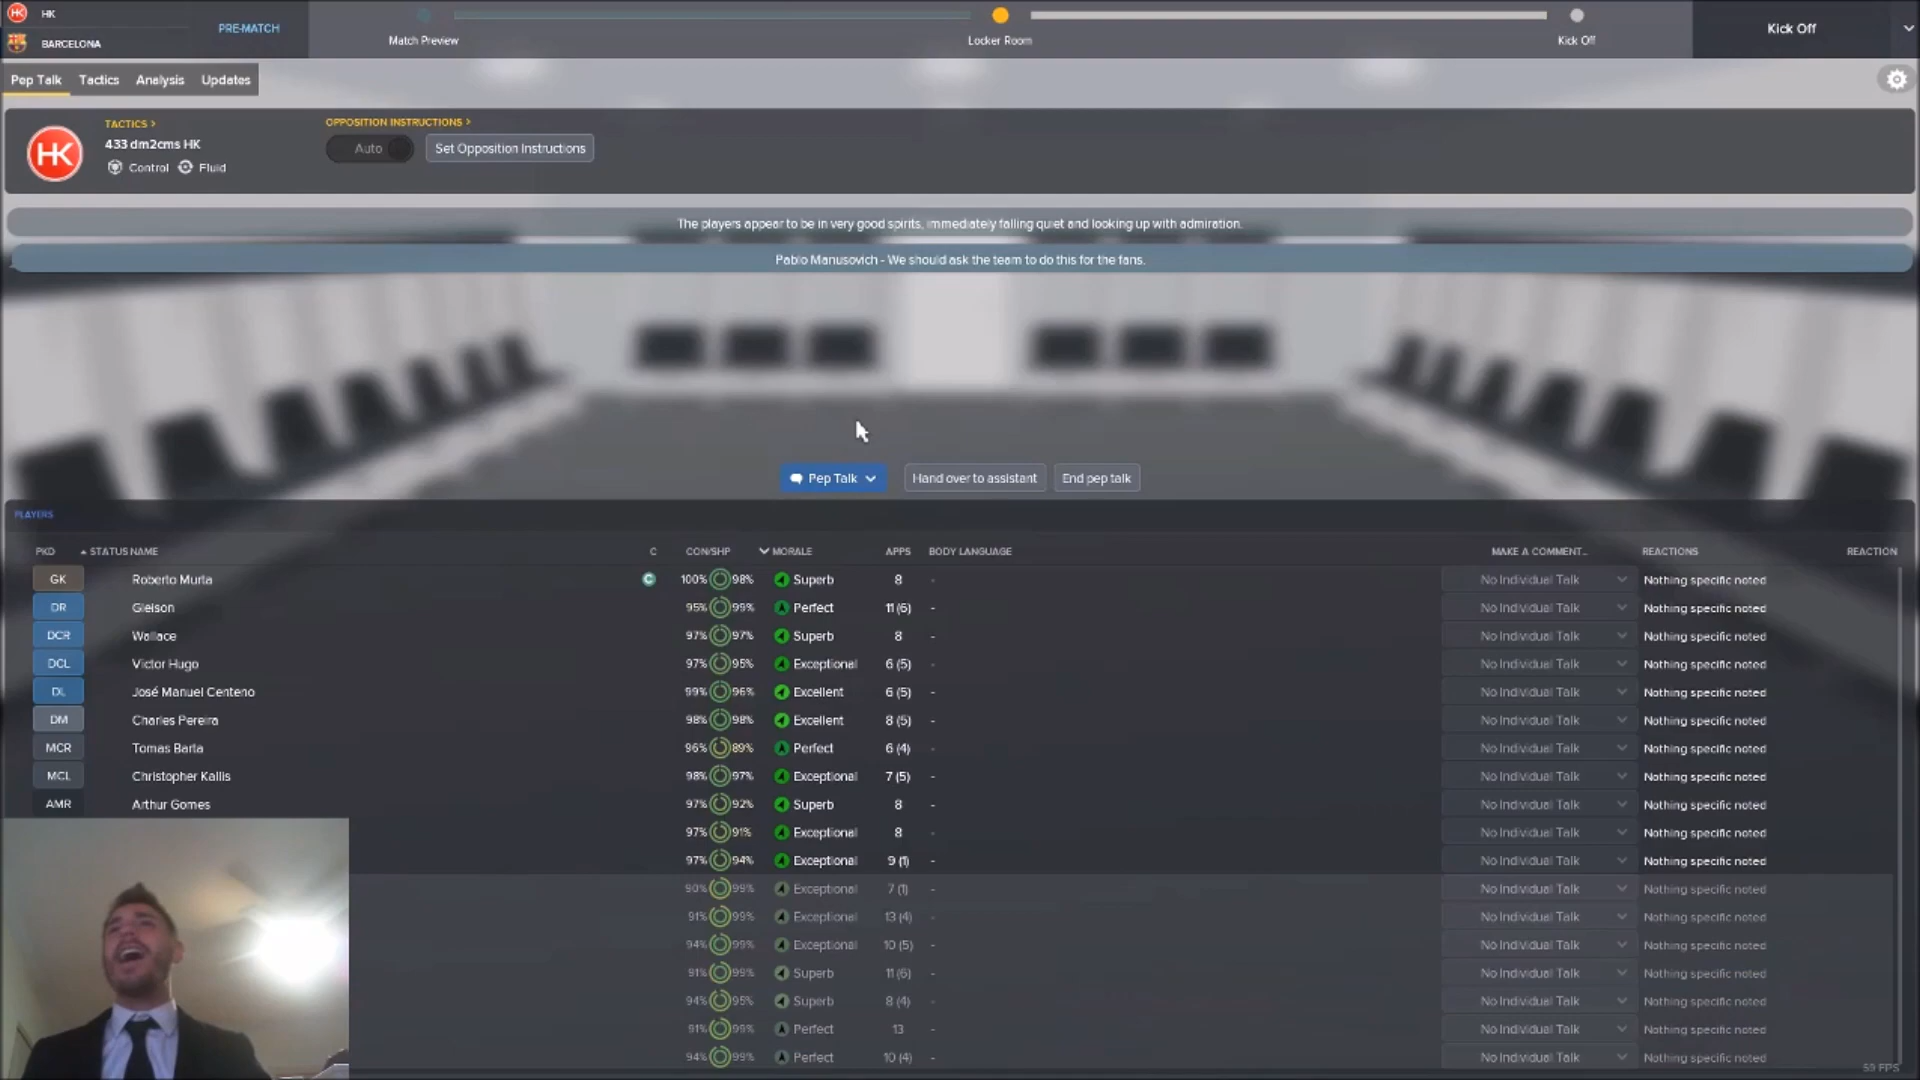 HK
BARCELONA
PRE-MATCH
Match Preview
Locker Room
Kick Off
Kick Off
Pep Talk Tactics Analysis Updates
HK
TACTICS >
433 dm2cms HK
Control Fluid
OPPOSITION INSTRUCTIONS >
Auto Set Opposition Instructions
The players appear to be in very good spirits, immediately falling quiet and looking up with admiration.
Pablo Manusovich - We should ask the team to do this for the fans.
Pep Talk Hand over to assistant End pep talk
PLAYERS
PKD STATUS NAME C CON/SHP MORALE APPS BODY LANGUAGE MAKE A COMMENT... REACTIONS REACTION
GK Roberto Murta C 100% 98% Superb 8 - No Individual Talk Nothing specific noted
DR Gleison 95% 99% Perfect 11 (6) - No Individual Talk Nothing specific noted
DCR Wallace 97% 97% Superb 8 - No Individual Talk Nothing specific noted
DCL Victor Hugo 97% 95% Exceptional 6 (5) - No Individual Talk Nothing specific noted
DL José Manuel Centeno 99% 96% Excellent 6 (5) - No Individual Talk Nothing specific noted
DM Charles Pereira 98% 98% Excellent 8 (5) - No Individual Talk Nothing specific noted
MCR Tomas Barta 96% 89% Perfect 6 (4) - No Individual Talk Nothing specific noted
MCL Christopher Kallis 98% 97% Exceptional 7 (5) - No Individual Talk Nothing specific noted
AMR Arthur Gomes 97% 92% Superb 8 - No Individual Talk Nothing specific noted
97% 91% Exceptional 8 - No Individual Talk Nothing specific noted
97% 94% Exceptional 9 (1) - No Individual Talk Nothing specific noted
90% 99% Exceptional 7 (1) - No Individual Talk Nothing specific noted
91% 99% Exceptional 13 (4) - No Individual Talk Nothing specific noted
94% 99% Exceptional 10 (5) - No Individual Talk Nothing specific noted
91% 99% Superb 11 (6) - No Individual Talk Nothing specific noted
94% 95% Superb 8 (4) - No Individual Talk Nothing specific noted
91% 99% Perfect 13 - No Individual Talk Nothing specific noted
94% 99% Perfect 10 (4) - No Individual Talk Nothing specific noted
59 FPS